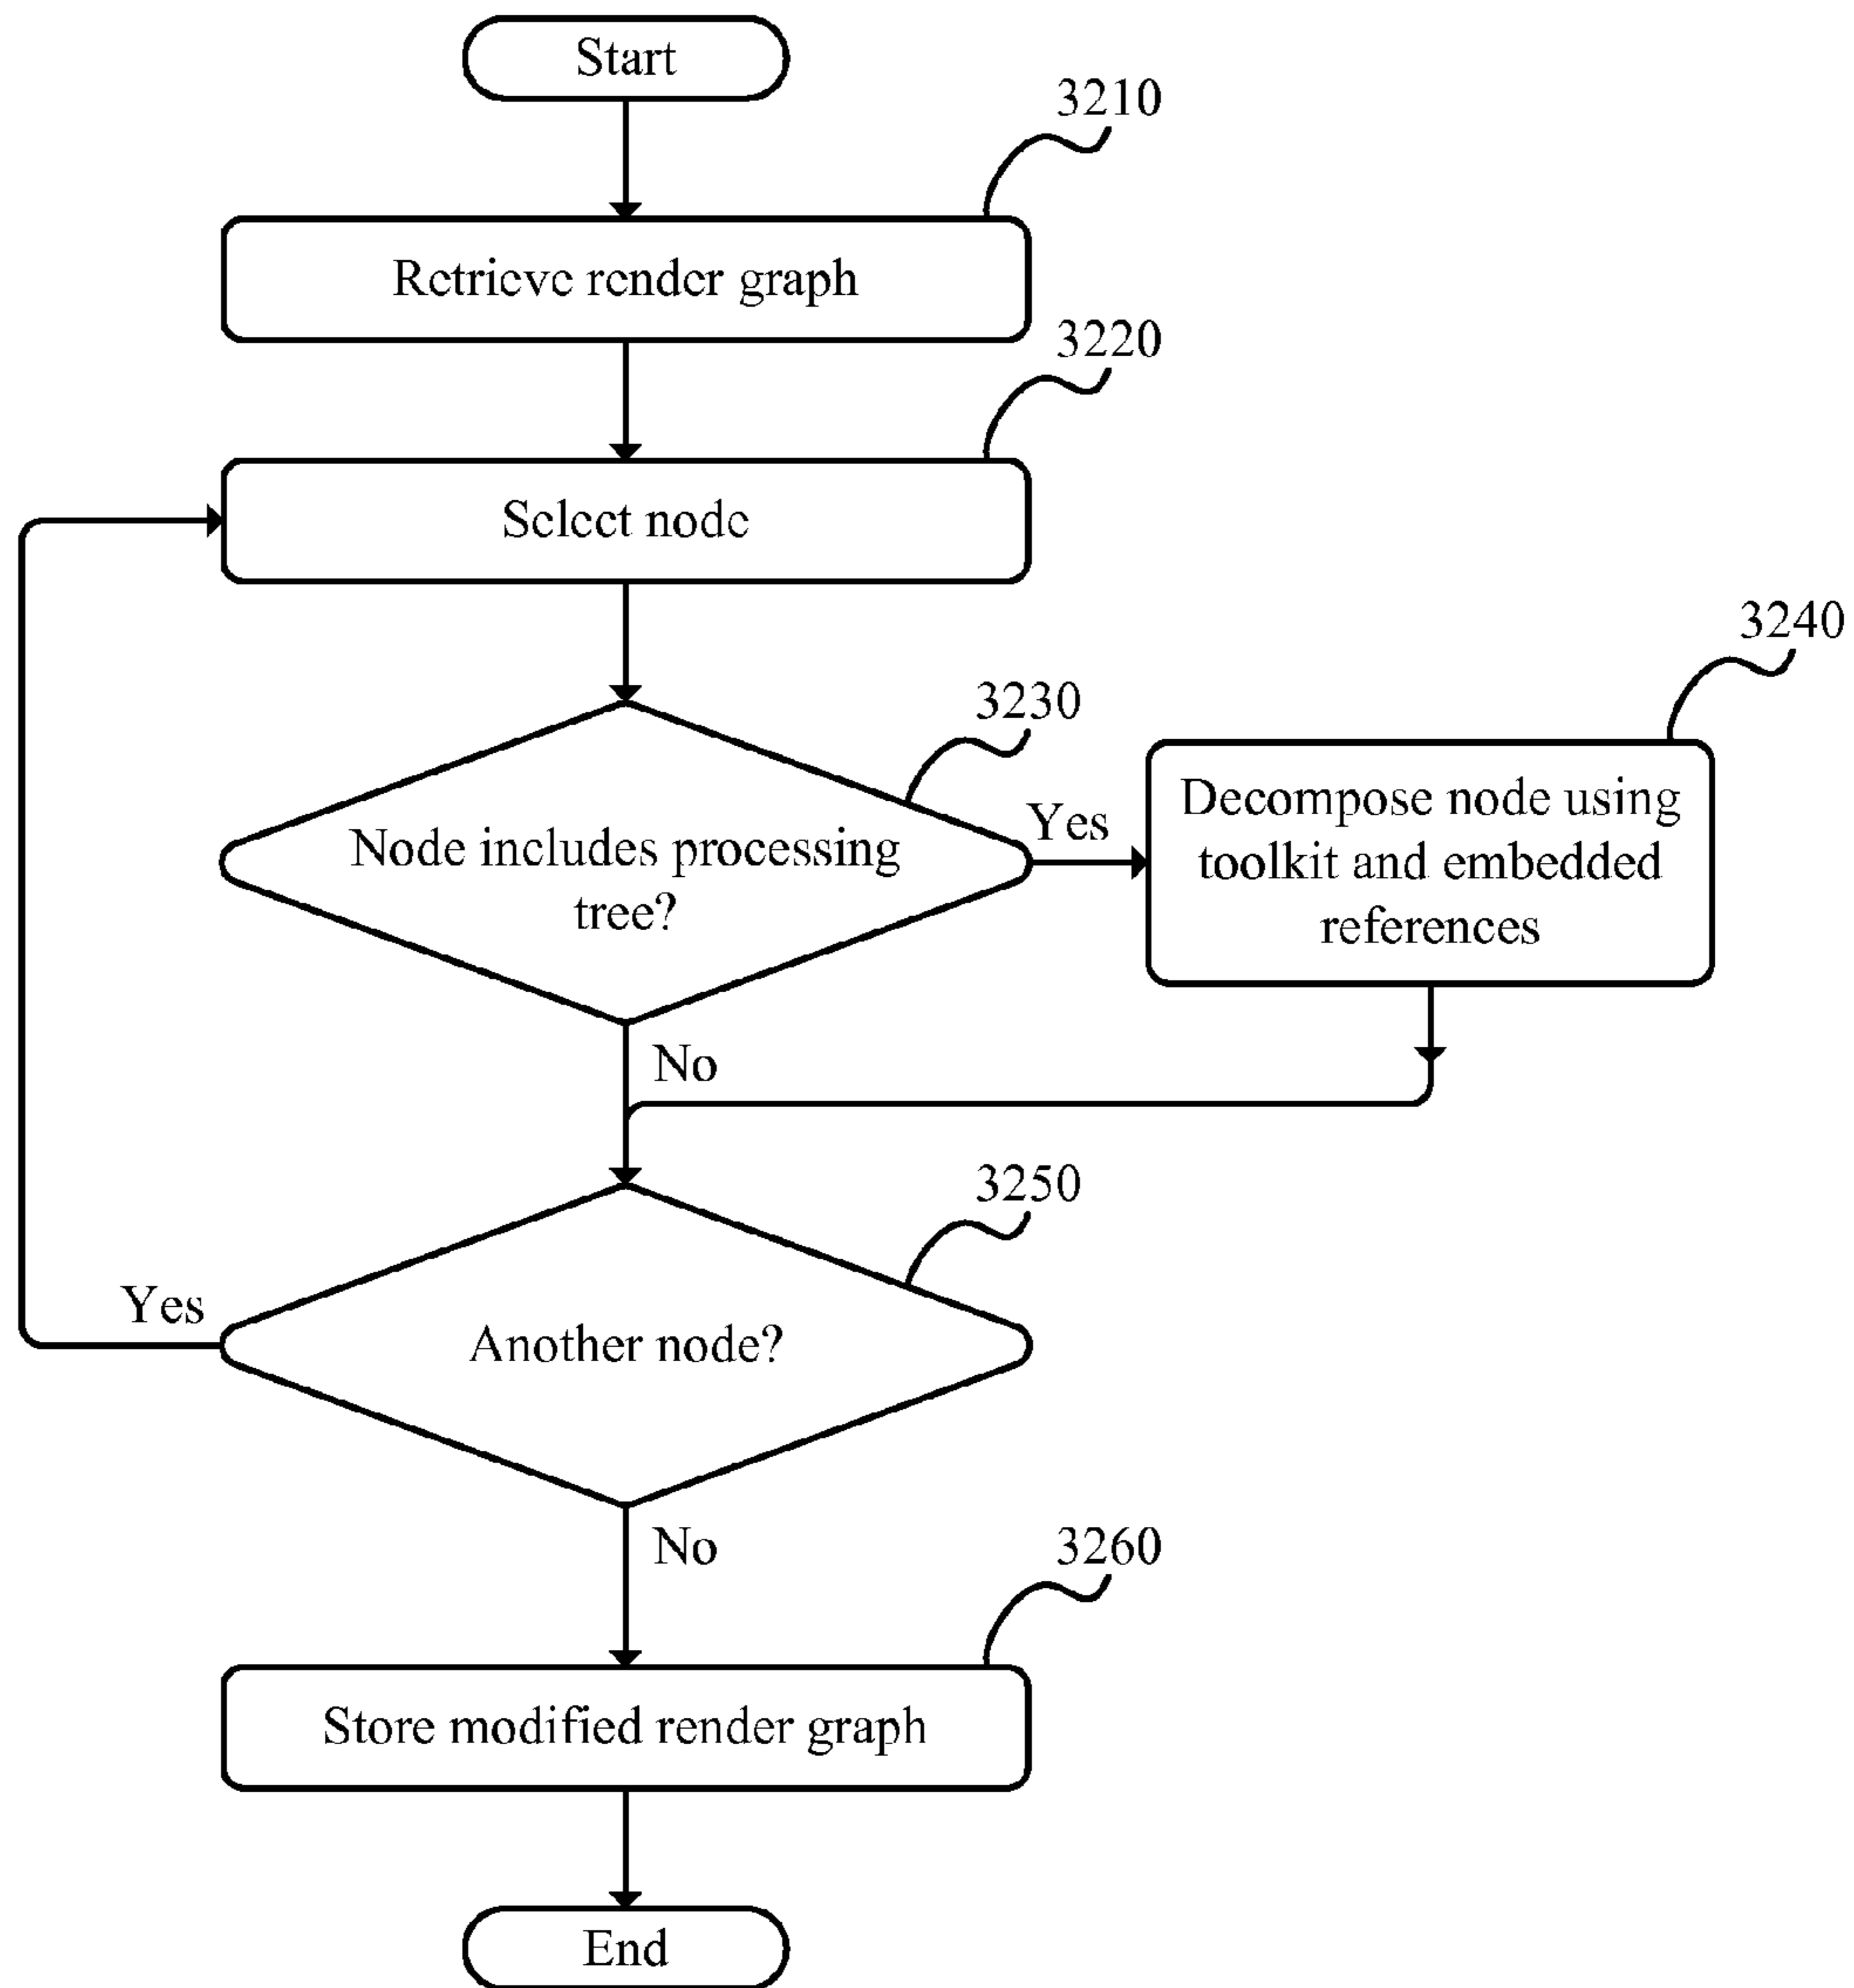 Start
3210
Retrieve render graph
3220
Select node
3230
Node includes processing
tree?
Yes
3240
Decompose node using
toolkit and embedded
references
No
3250
Another node?
Yes
No
3260
Store modified render graph
End